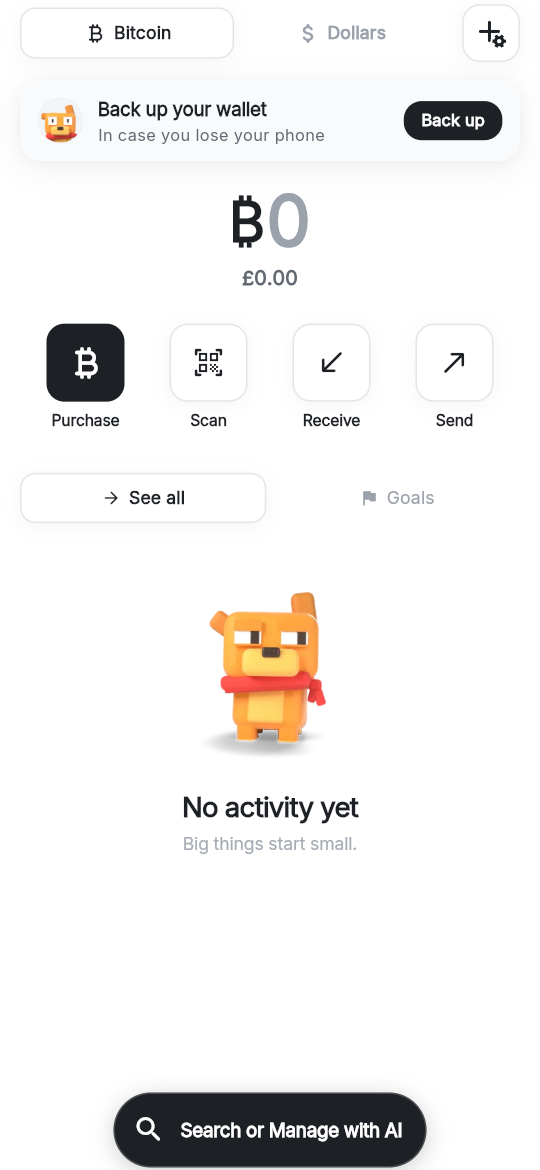 Bitcoin
$ Dollars
Back up your wallet
In case you lose your phone
Back up
₿0
£0.00
Purchase
Scan
Receive
Send
→ See all
Goals
No activity yet
Big things start small.
Search or Manage with AI